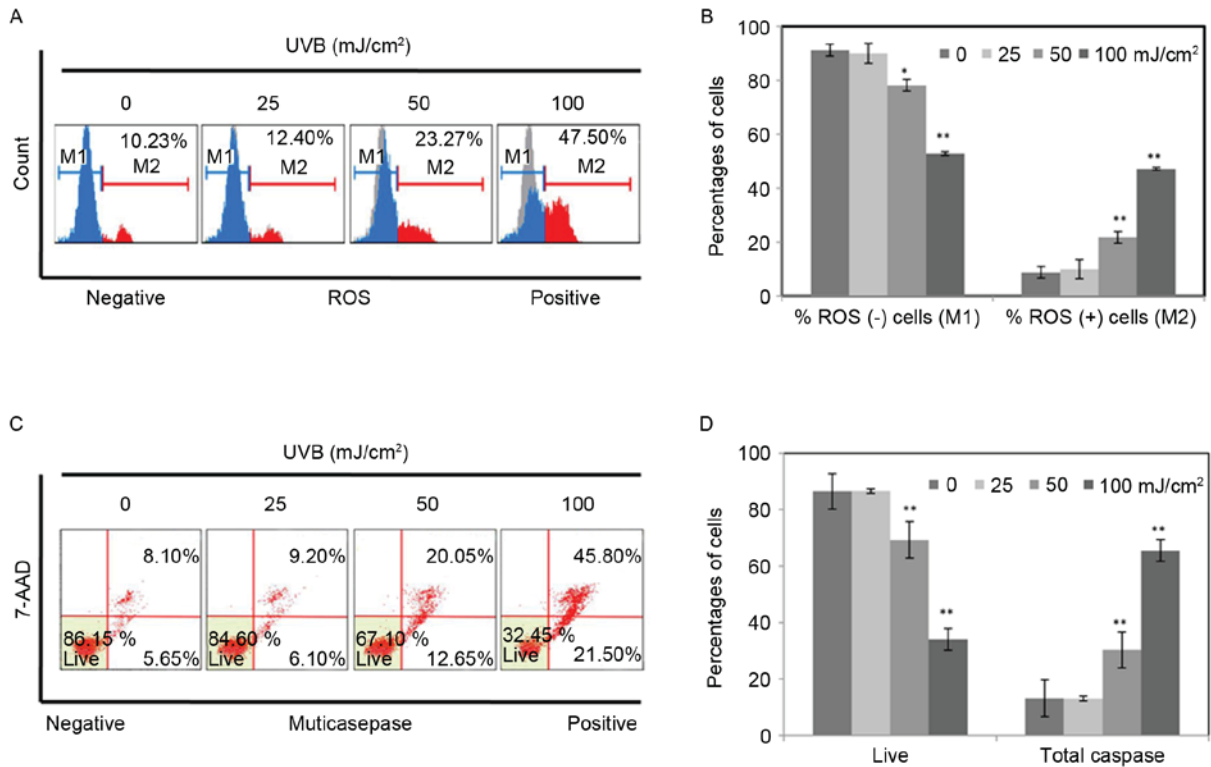 A
UVB (mJ/cm²)
0 25 50 100
Count
10.23% 12.40% 23.27% 47.50%
M1 M2 M1 M2 M1 M2 M1 M2
Negative ROS Positive
B
Percentages of cells
100
80
60
40
20
0
0 25 50 100 mJ/cm²
* ** ** **
% ROS (-) cells (M1) % ROS (+) cells (M2)
C
UVB (mJ/cm²)
0 25 50 100
7-AAD
8.10% 9.20% 20.05% 45.80%
86.15 % 84.60 % 67.10 % 32.45 %
Live Live Live Live
5.65% 6.10% 12.65% 21.50%
Negative Muticasepase Positive
D
Percentages of cells
100
80
60
40
20
0
0 25 50 100 mJ/cm²
** ** ** **
Live Total caspase